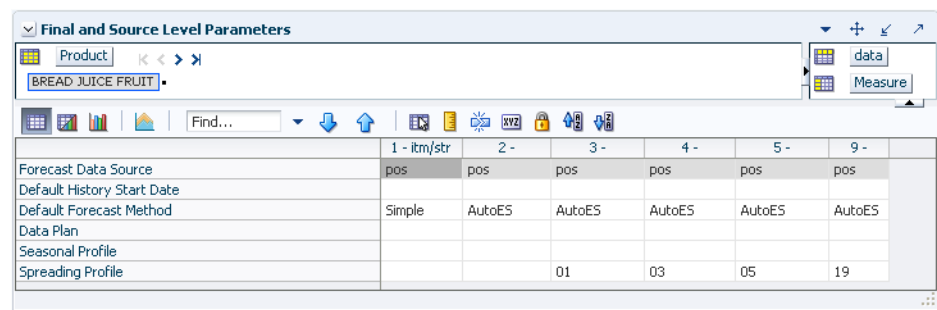 Final and Source Level Parameters
Product data
BREAD JUICE FRUIT Measure
Find... XYZ
1 - itm/str 2 - 3 - 4 - 5 - 9 -
Forecast Data Source pos pos pos pos pos pos
Default History Start Date
Default Forecast Method Simple AutoES AutoES AutoES AutoES AutoES
Data Plan
Seasonal Profile
Spreading Profile 01 03 05 19